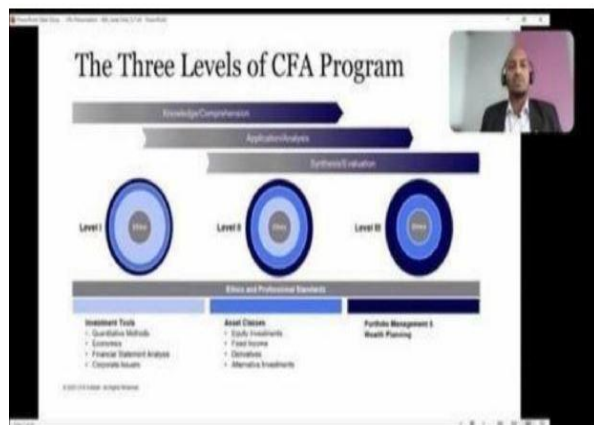 The Three Levels of CFA Program
Knowledge/Comprehension
Application/Analysis
Synthesis/Evaluation
Level I
Ethics
Level II
Ethics
Level III
Ethics
Ethics and Professional Standards
Investment Tools
• Quantitative Methods
• Economics
• Financial Statement Analysis
• Corporate Issuers
Asset Classes
• Equity Investments
• Fixed Income
• Derivatives
• Alternative Investments
Portfolio Management &
Wealth Planning